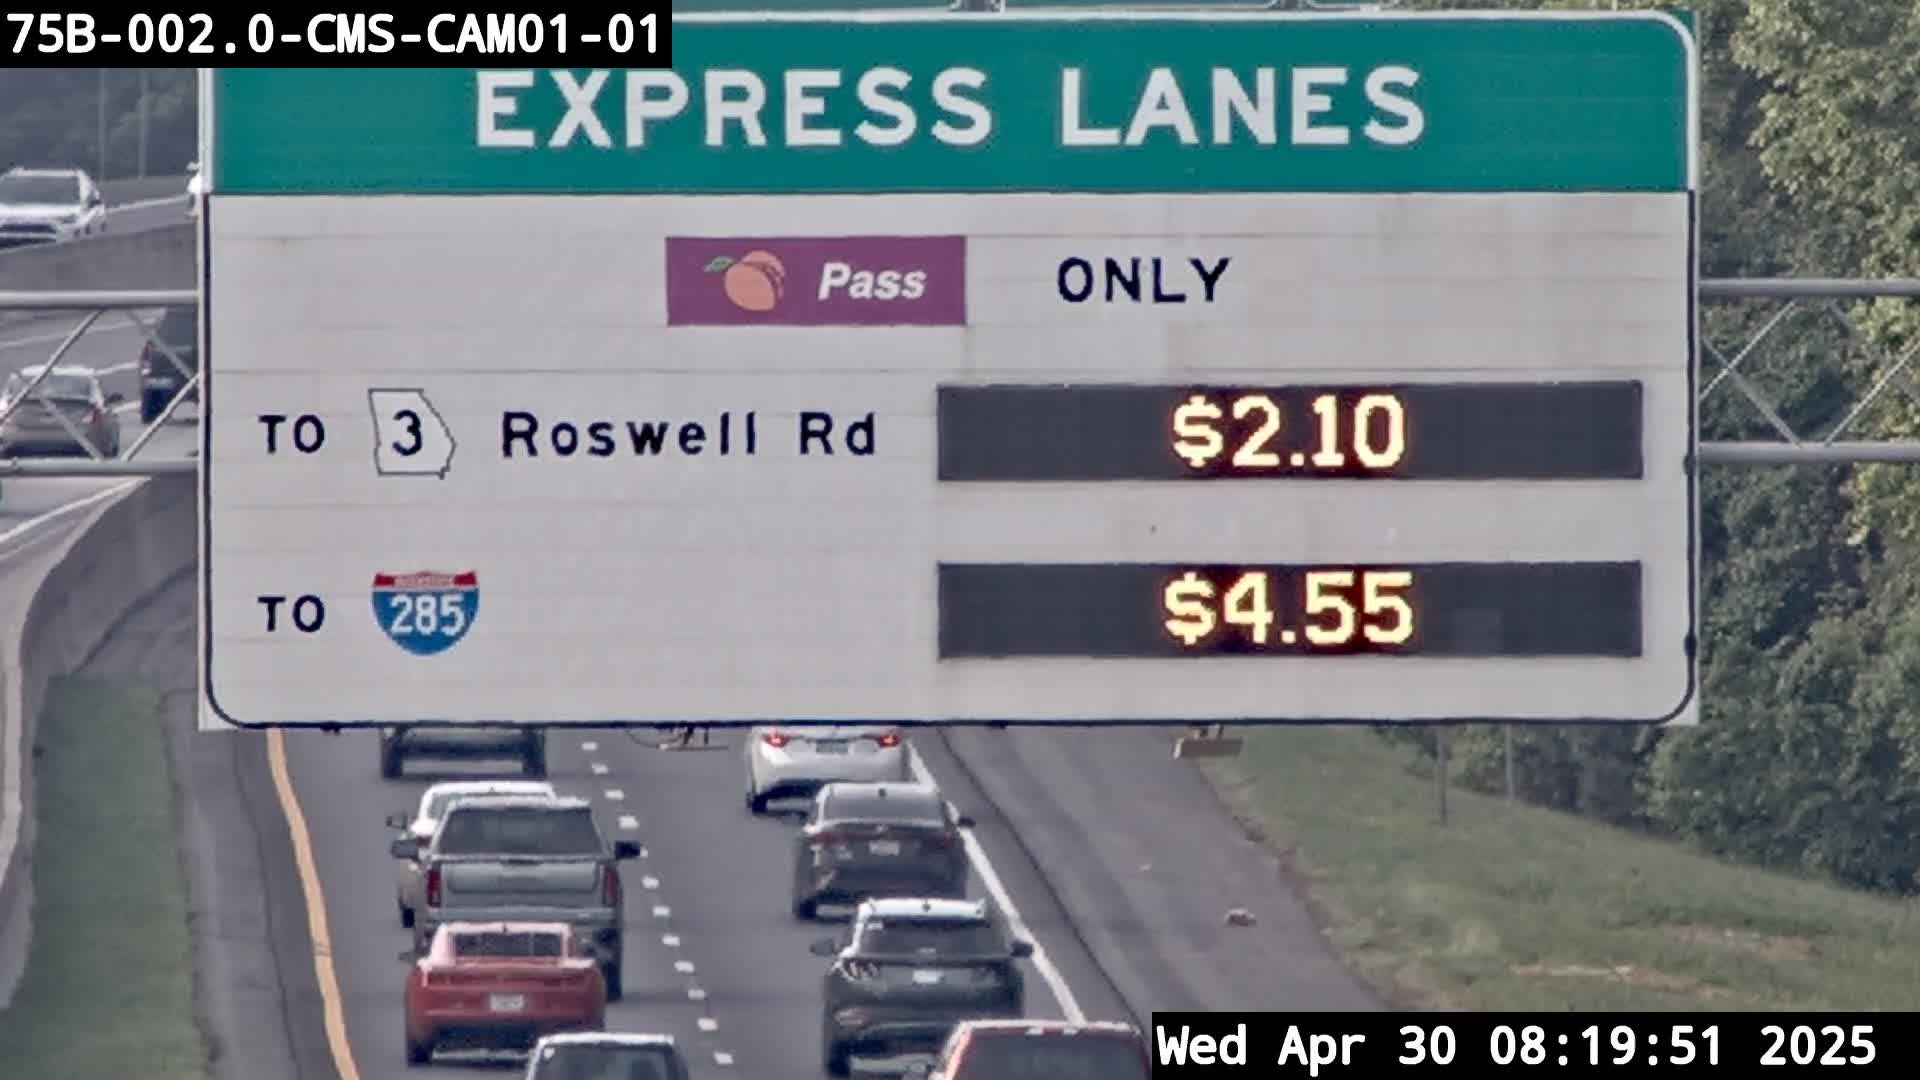 75B-002.0-CMS-CAM01-01
EXPRESS LANES
Pass ONLY
TO 3 Roswell Rd $2.10
TO 285 $4.55
Wed Apr 30 08:19:51 2025